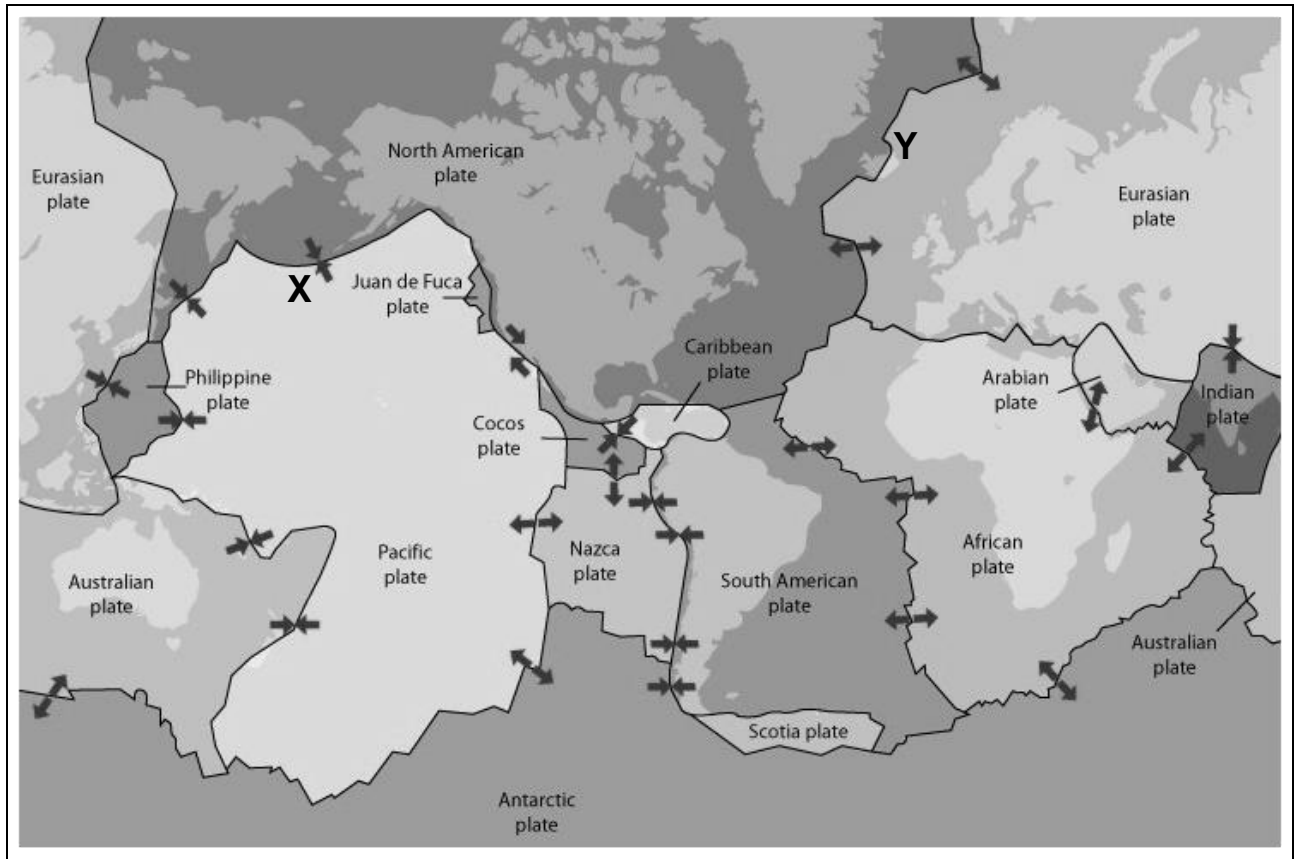 Y
North American
plate
Eurasian
plate
Eurasian
plate
X
Juan de Fuca
plate
Caribbean
plate
Philippine
plate
Arabian
plate
Indian
plate
Cocos
plate
Nazca
plate
Pacific
plate
African
plate
Australian
plate
South American
plate
Australian
plate
Scotia plate
Antarctic
plate